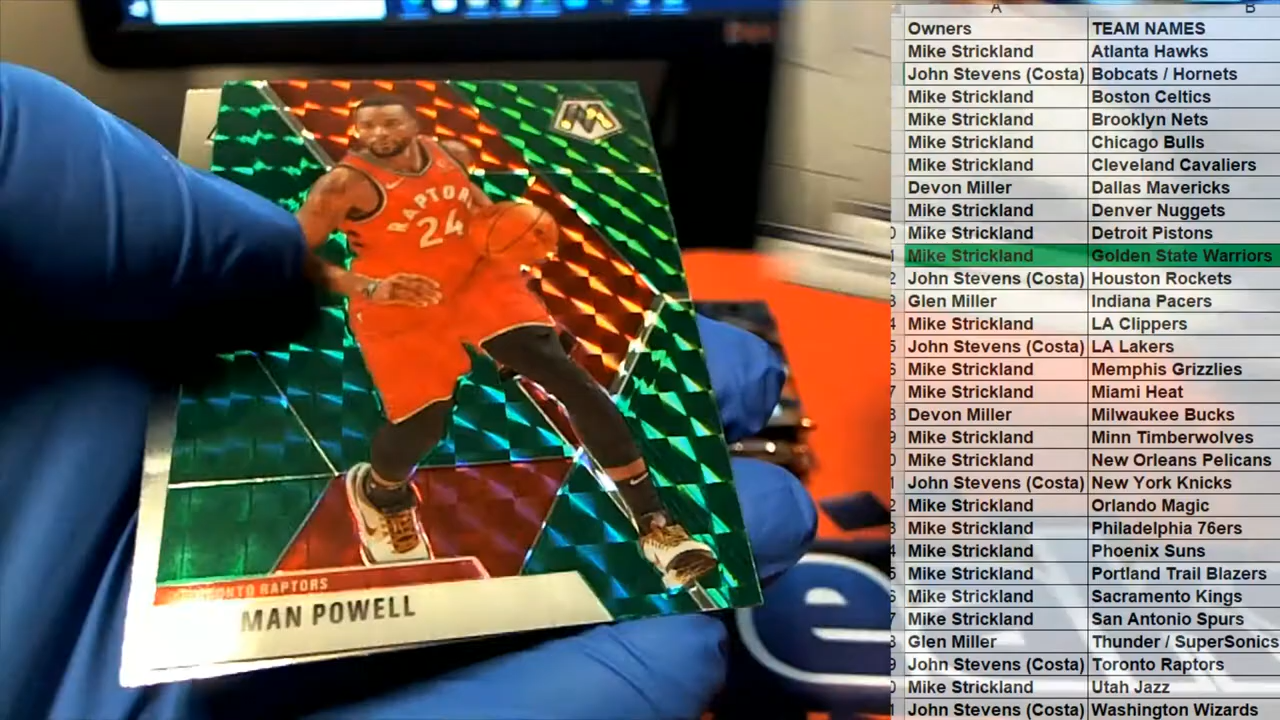 RAPTORS
24
TORONTO RAPTORS
MAN POWELL
e
A B
Owners TEAM NAMES
Mike Strickland Atlanta Hawks
John Stevens (Costa) Bobcats / Hornets
Mike Strickland Boston Celtics
Mike Strickland Brooklyn Nets
Mike Strickland Chicago Bulls
Mike Strickland Cleveland Cavaliers
Devon Miller Dallas Mavericks
Mike Strickland Denver Nuggets
Mike Strickland Detroit Pistons
Mike Strickland Golden State Warriors
John Stevens (Costa) Houston Rockets
Glen Miller Indiana Pacers
Mike Strickland LA Clippers
John Stevens (Costa) LA Lakers
Mike Strickland Memphis Grizzlies
Mike Strickland Miami Heat
Devon Miller Milwaukee Bucks
Mike Strickland Minn Timberwolves
Mike Strickland New Orleans Pelicans
John Stevens (Costa) New York Knicks
Mike Strickland Orlando Magic
Mike Strickland Philadelphia 76ers
Mike Strickland Phoenix Suns
Mike Strickland Portland Trail Blazers
Mike Strickland Sacramento Kings
Mike Strickland San Antonio Spurs
Glen Miller Thunder / SuperSonics
John Stevens (Costa) Toronto Raptors
Mike Strickland Utah Jazz
John Stevens (Costa) Washington Wizards